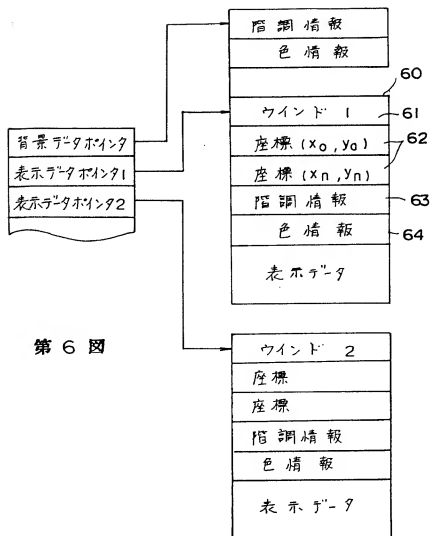 階調情報
色情報
60
ウインド 1
61
座標(x₀, y₀)
62
座標(xn, yn)
階調情報
63
色情報
64
表示データ
背景データポインタ
表示データポインタ1
表示データポインタ2
第 6 図
ウインド 2
座標
座標
階調情報
色情報
表示データ